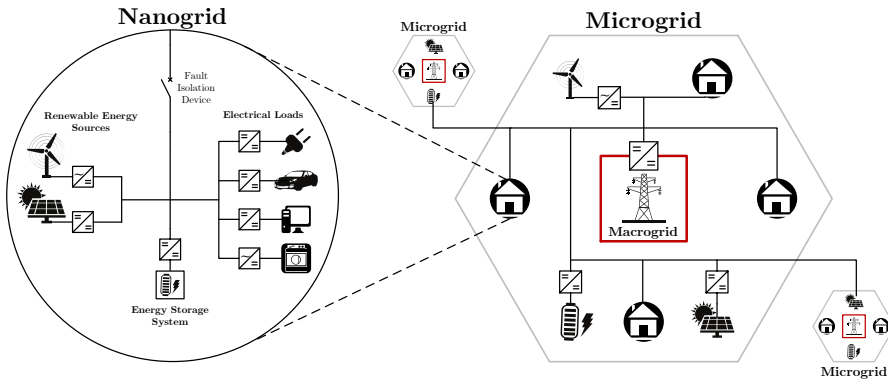 Nanogrid
Microgrid
Microgrid
Fault
Isolation
Device
Renewable Energy
Sources
Electrical Loads
Macrogrid
Energy Storage
System
Microgrid